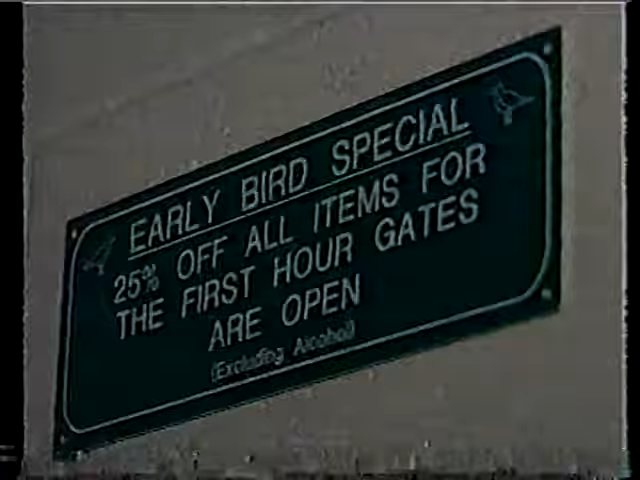 EARLY BIRD SPECIAL
25% OFF ALL ITEMS FOR
THE FIRST HOUR GATES
ARE OPEN
(Excluding Alcohol)